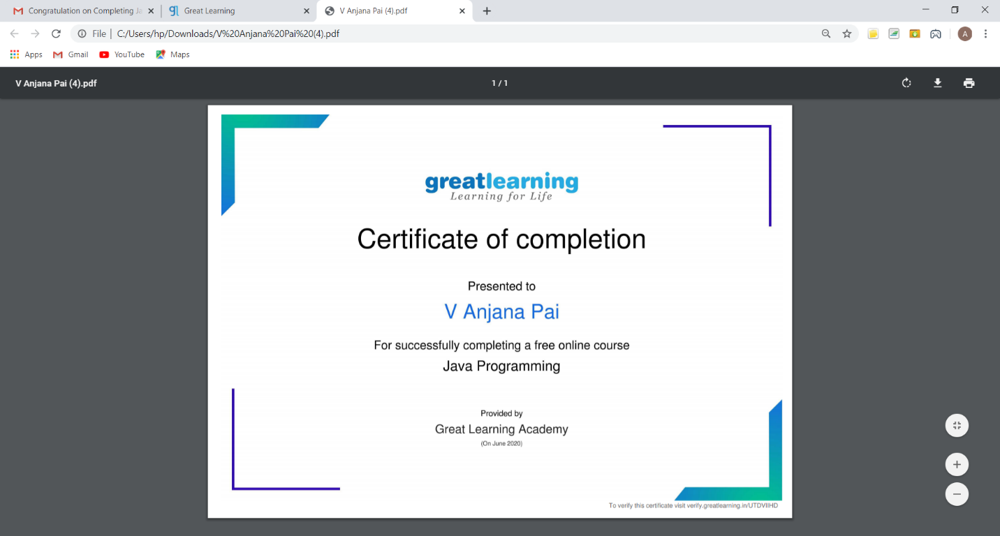 Congratulation on Completing Ja
Great Learning
V Anjana Pai (4).pdf
File | C:/Users/hp/Downloads/V%20Anjana%20Pai%20(4).pdf
A
Apps
Gmail
YouTube
Maps
V Anjana Pai (4).pdf
1 / 1
greatlearning
Learning for Life
Certificate of completion
Presented to
V Anjana Pai
For successfully completing a free online course
Java Programming
Provided by
Great Learning Academy
(On June 2020)
To verify this certificate visit verify.greatlearning.in/UTDVIIHD